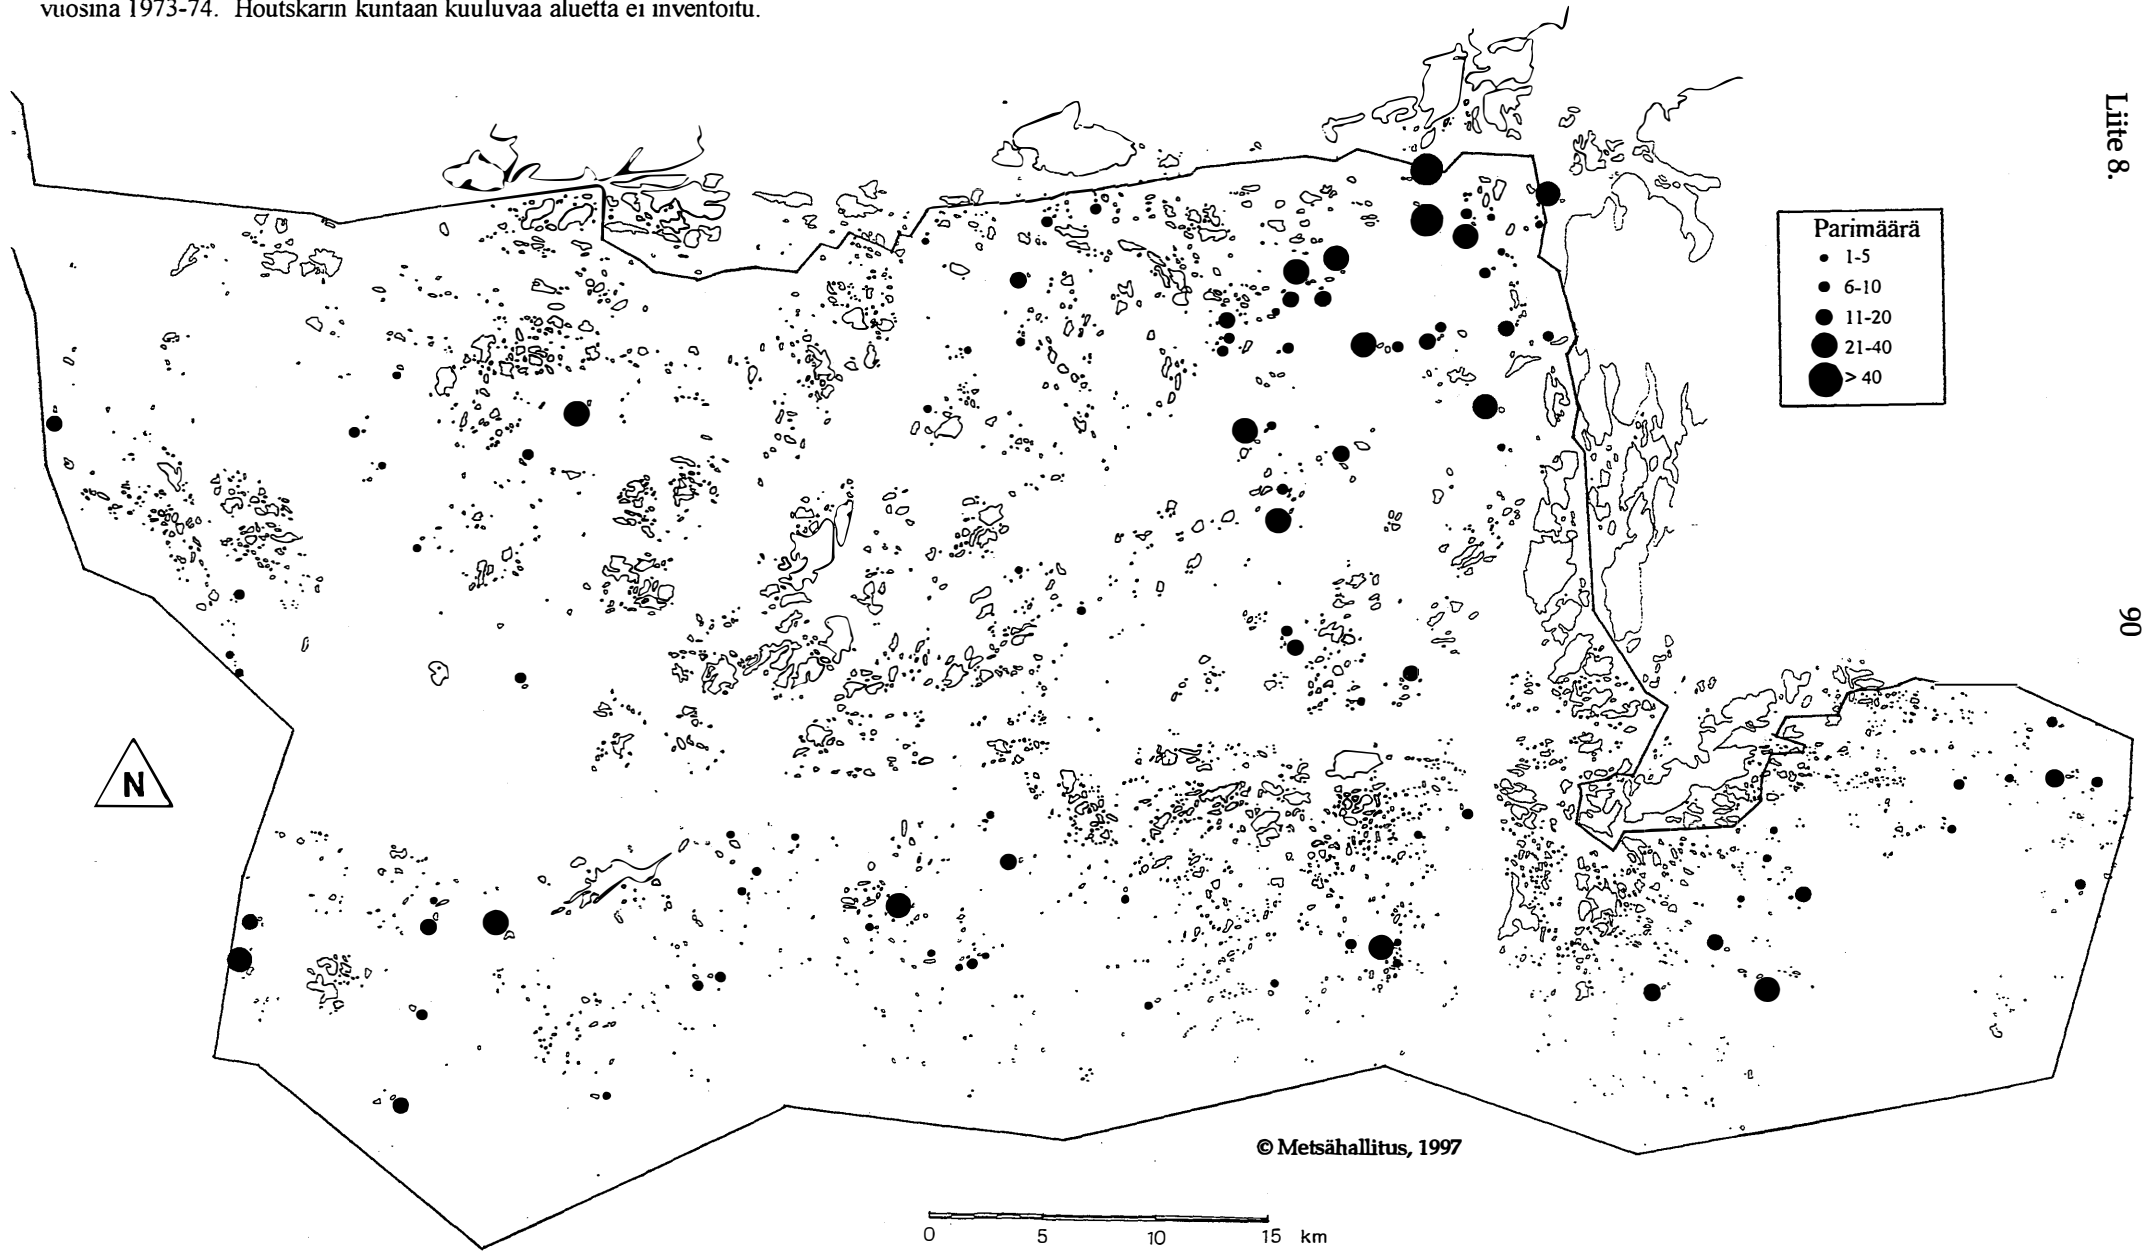 vuosina 1973-74. Houtskarin kuntaan kuuluvaa aluetta ei inventoitu.
Liite 8.
90
Parimäärä
1-5
6-10
11-20
21-40
> 40
N
© Metsähallitus, 1997
0 5 10 15 km